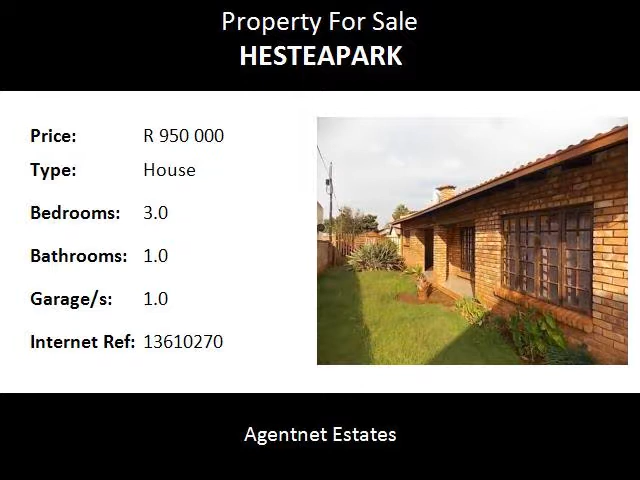 Property For Sale
HESTEAPARK
Price: R 950 000
Type: House
Bedrooms: 3.0
Bathrooms: 1.0
Garage/s: 1.0
Internet Ref: 13610270
Agentnet Estates